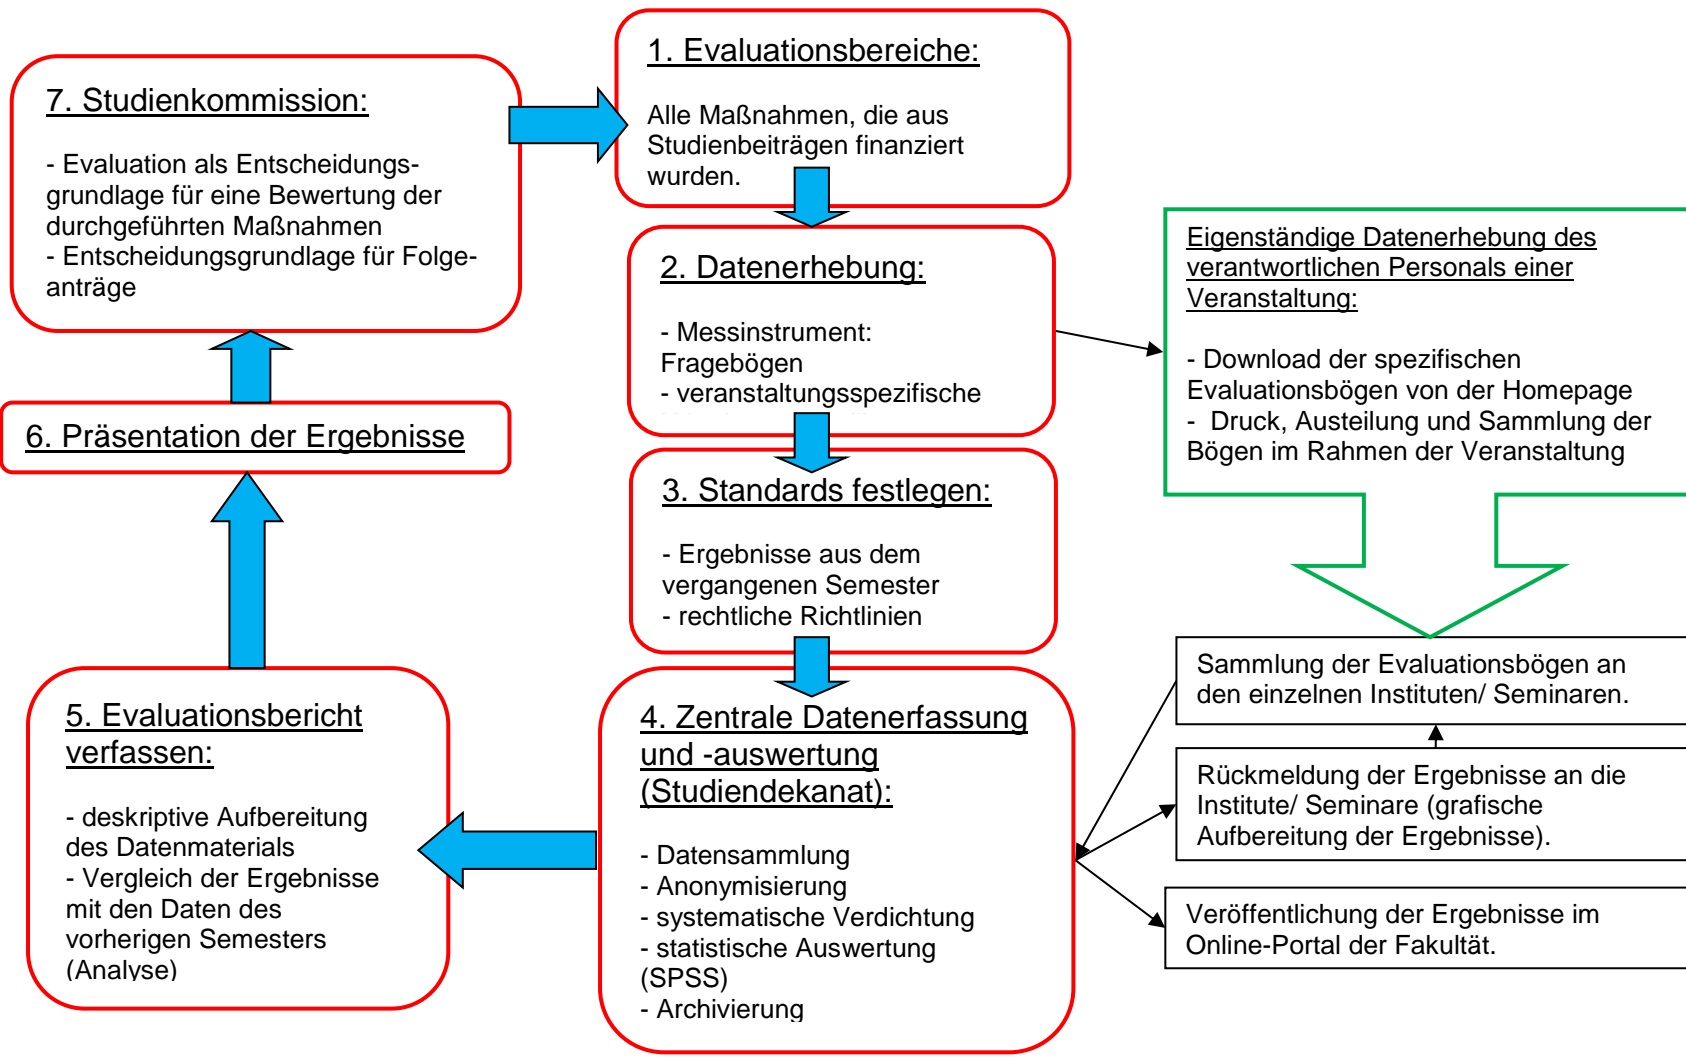 1. Evaluationsbereiche:
Alle Maßnahmen, die aus
Studienbeiträgen finanziert
wurden.
2. Datenerhebung:
- Messinstrument:
Fragebögen
- veranstaltungsspezifische
3. Standards festlegen:
- Ergebnisse aus dem
vergangenen Semester
- rechtliche Richtlinien
4. Zentrale Datenerfassung
und -auswertung
(Studiendekanat):
- Datensammlung
- Anonymisierung
- systematische Verdichtung
- statistische Auswertung
(SPSS)
- Archivierung
5. Evaluationsbericht
verfassen:
- deskriptive Aufbereitung
des Datenmaterials
- Vergleich der Ergebnisse
mit den Daten des
vorherigen Semesters
(Analyse)
6. Präsentation der Ergebnisse
7. Studienkommission:
- Evaluation als Entscheidungs-
grundlage für eine Bewertung der
durchgeführten Maßnahmen
- Entscheidungsgrundlage für Folge-
anträge
Eigenständige Datenerhebung des
verantwortlichen Personals einer
Veranstaltung:
- Download der spezifischen
Evaluationsbögen von der Homepage
- Druck, Austeilung und Sammlung der
Bögen im Rahmen der Veranstaltung
Sammlung der Evaluationsbögen an
den einzelnen Instituten/ Seminaren.
Rückmeldung der Ergebnisse an die
Institute/ Seminare (grafische
Aufbereitung der Ergebnisse).
Veröffentlichung der Ergebnisse im
Online-Portal der Fakultät.